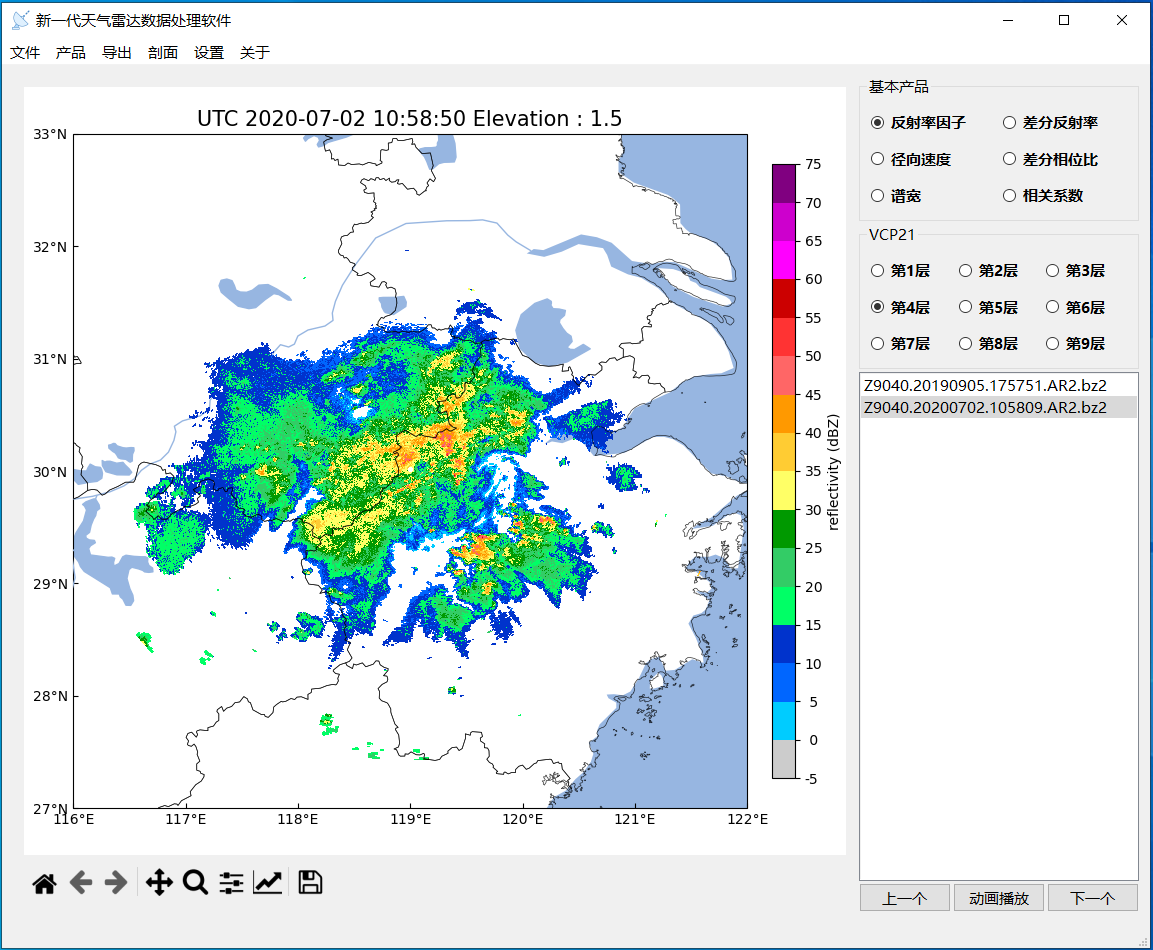 新一代天气雷达数据处理软件
文件 产品 导出 剖面 设置 关于
UTC 2020-07-02 10:58:50 Elevation : 1.5
33°N
32°N
31°N
30°N
29°N
28°N
27°N
116°E 117°E 118°E 119°E 120°E 121°E 122°E
75
70
65
60
55
50
45
40
35
30
25
20
15
10
5
0
-5
reflectivity (dBZ)
基本产品
反射率因子 差分反射率
径向速度 差分相位比
谱宽 相关系数
VCP21
第1层 第2层 第3层
第4层 第5层 第6层
第7层 第8层 第9层
Z9040.20190905.175751.AR2.bz2
Z9040.20200702.105809.AR2.bz2
上一个 动画播放 下一个